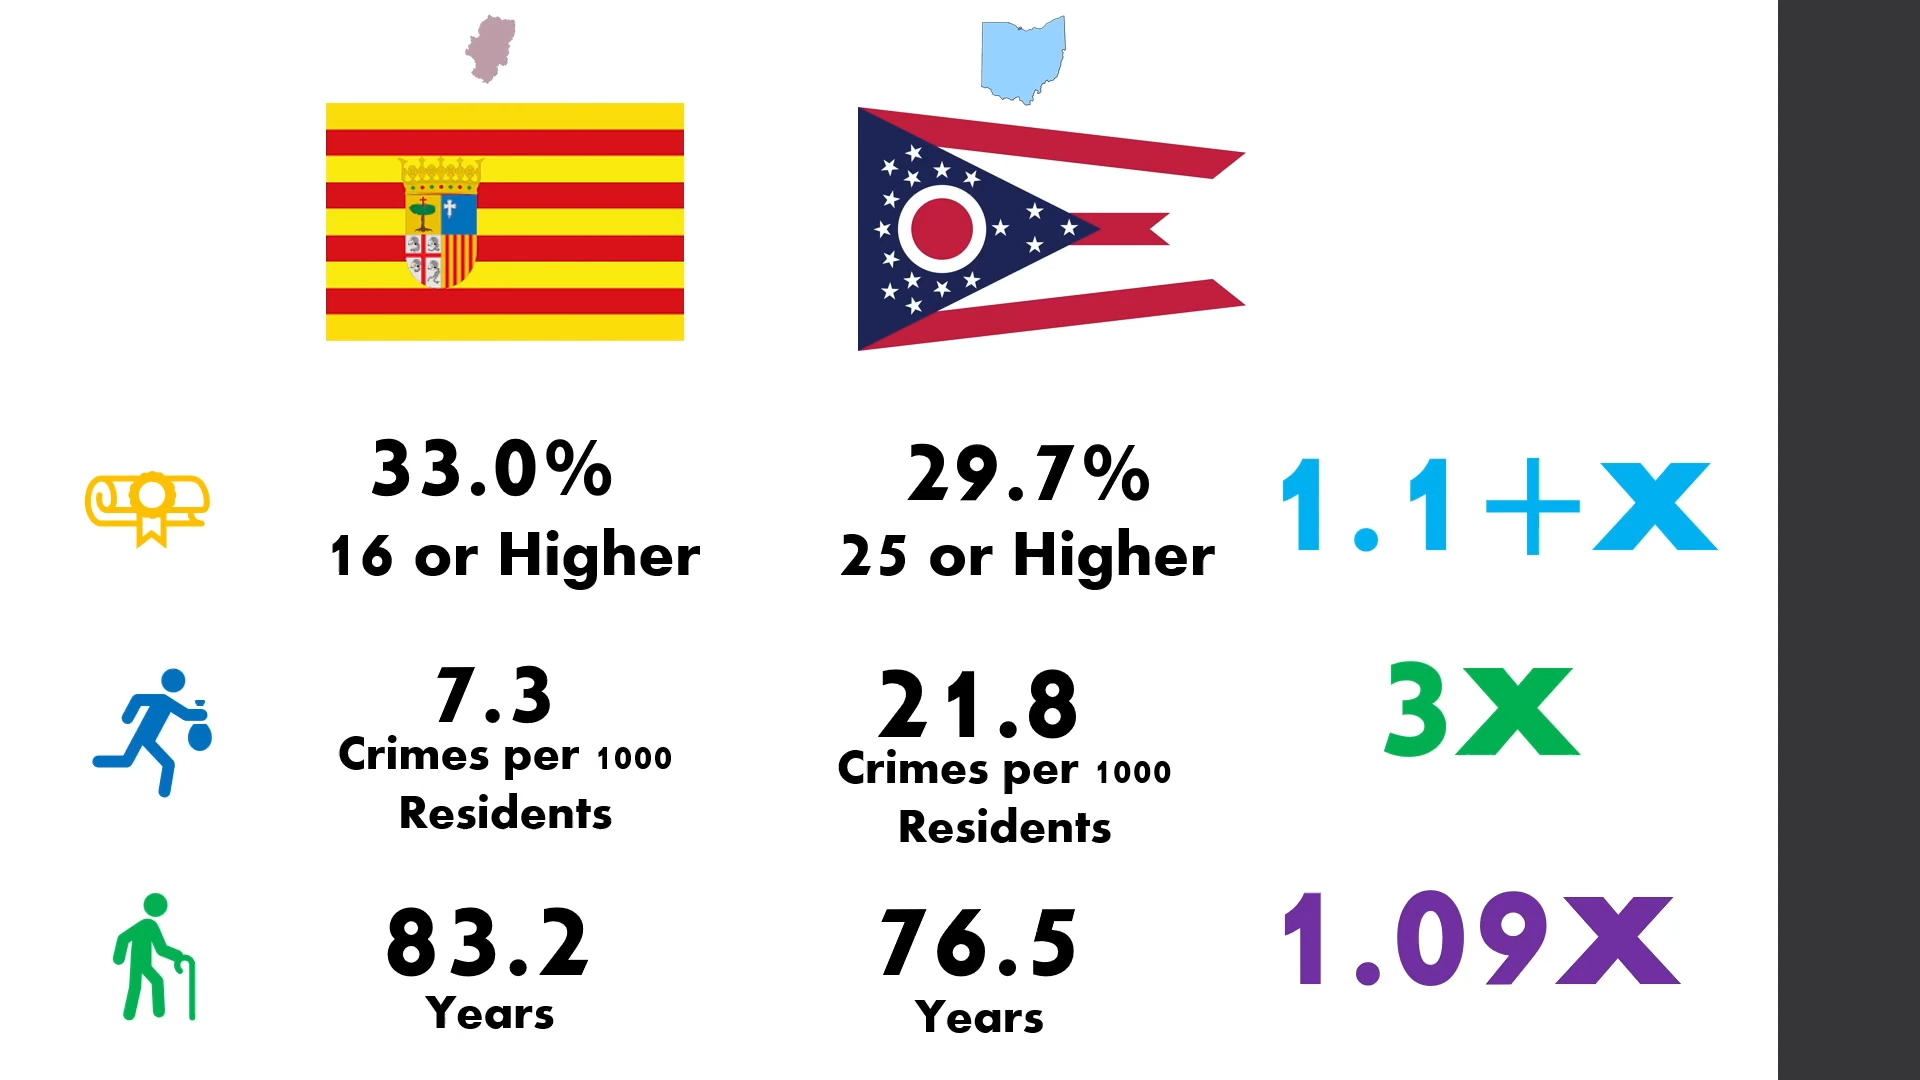 33.0%
16 or Higher
29.7%
25 or Higher
1.1+X
7.3
Crimes per 1000
Residents
21.8
Crimes per 1000
Residents
3X
83.2
Years
76.5
Years
1.09X